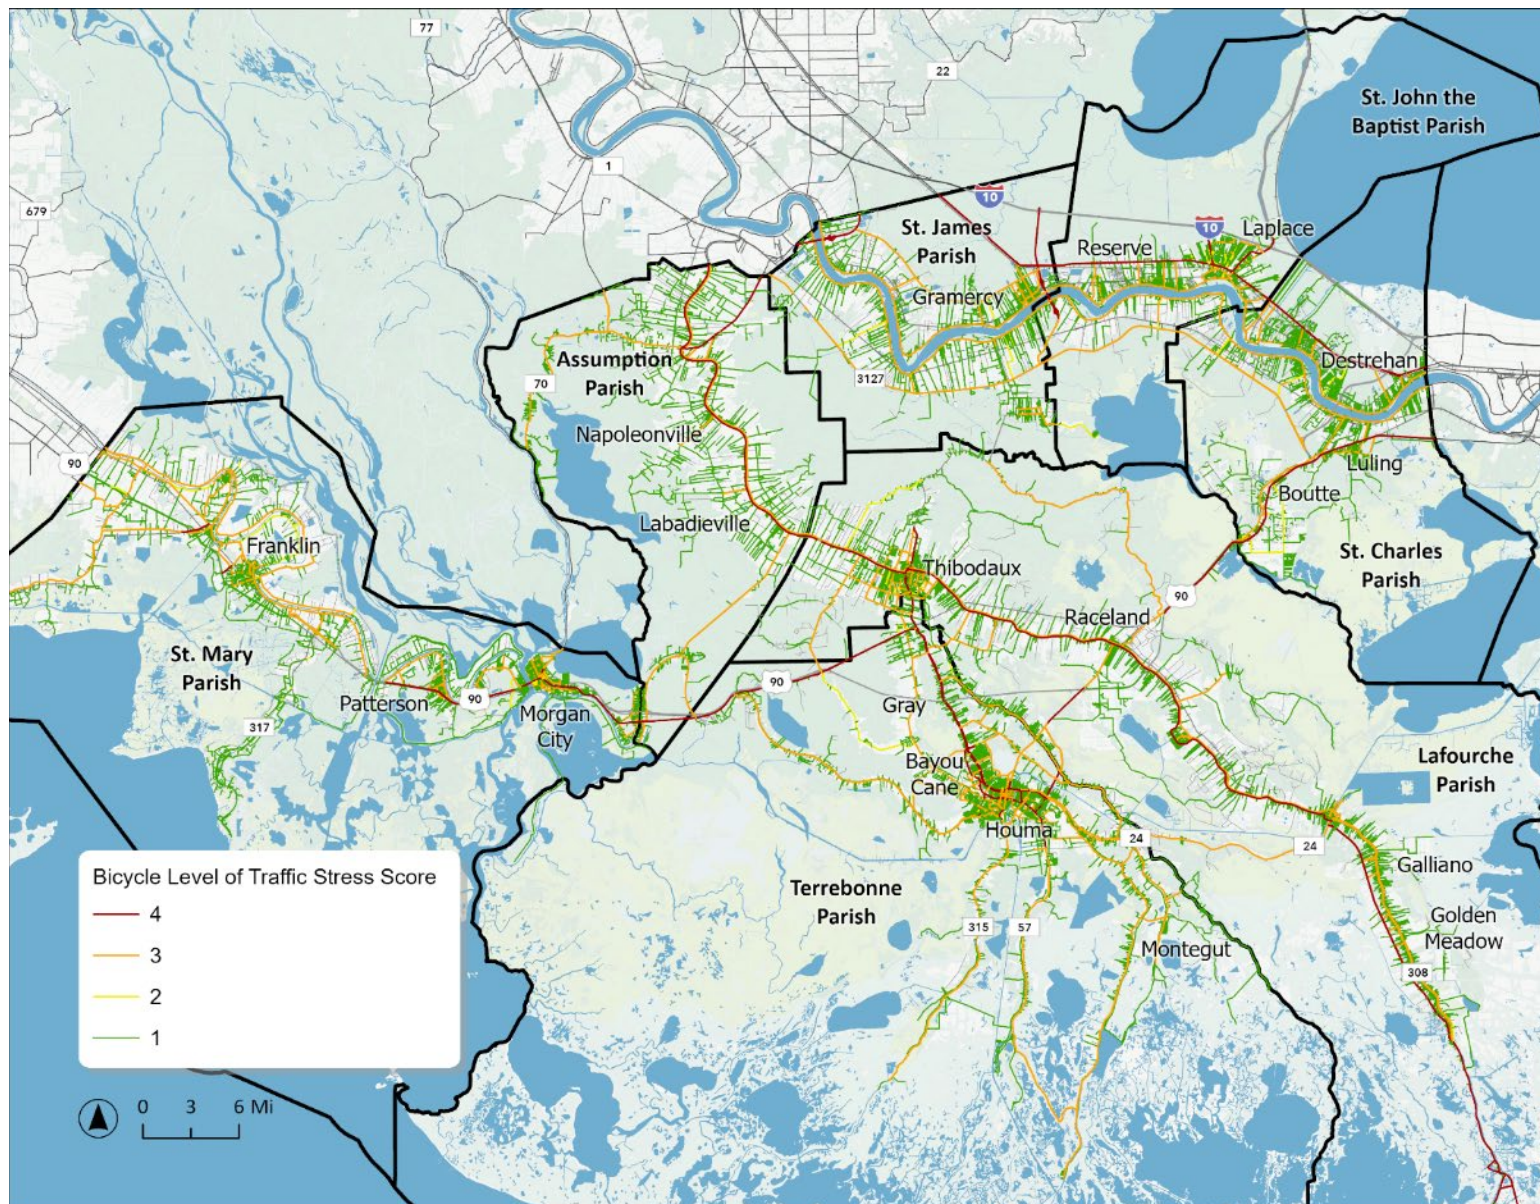 77
22
St. John the
Baptist Parish
1
679
10
St. James
Parish
10
Laplace
Reserve
Gramercy
Assumption
Parish
70
3127
Destrehan
Napoleonville
90
Luling
Boutte
Labadieville
Franklin
Thibodaux
St. Charles
Parish
90
Raceland
St. Mary
Parish
90
Patterson
90
Gray
Morgan
City
317
Bayou
Cane
Lafourche
Parish
Houma
24
24
Galliano
Bicycle Level of Traffic Stress Score
4
3
2
1
Terrebonne
Parish
315
57
Montegut
Golden
Meadow
308
0 3 6 Mi